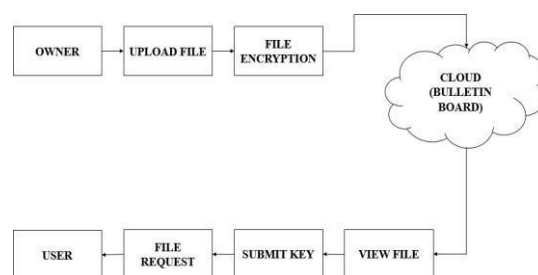 OWNER
UPLOAD FILE
FILE
ENCRYPTION
CLOUD
(BULLETIN
BOARD)
USER
FILE
REQUEST
SUBMIT KEY
VIEW FILE